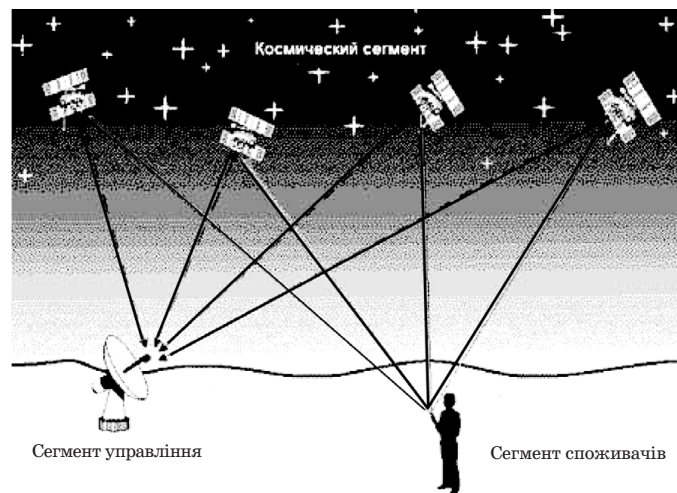 Космический сегмент
Сегмент управління
Сегмент споживачів